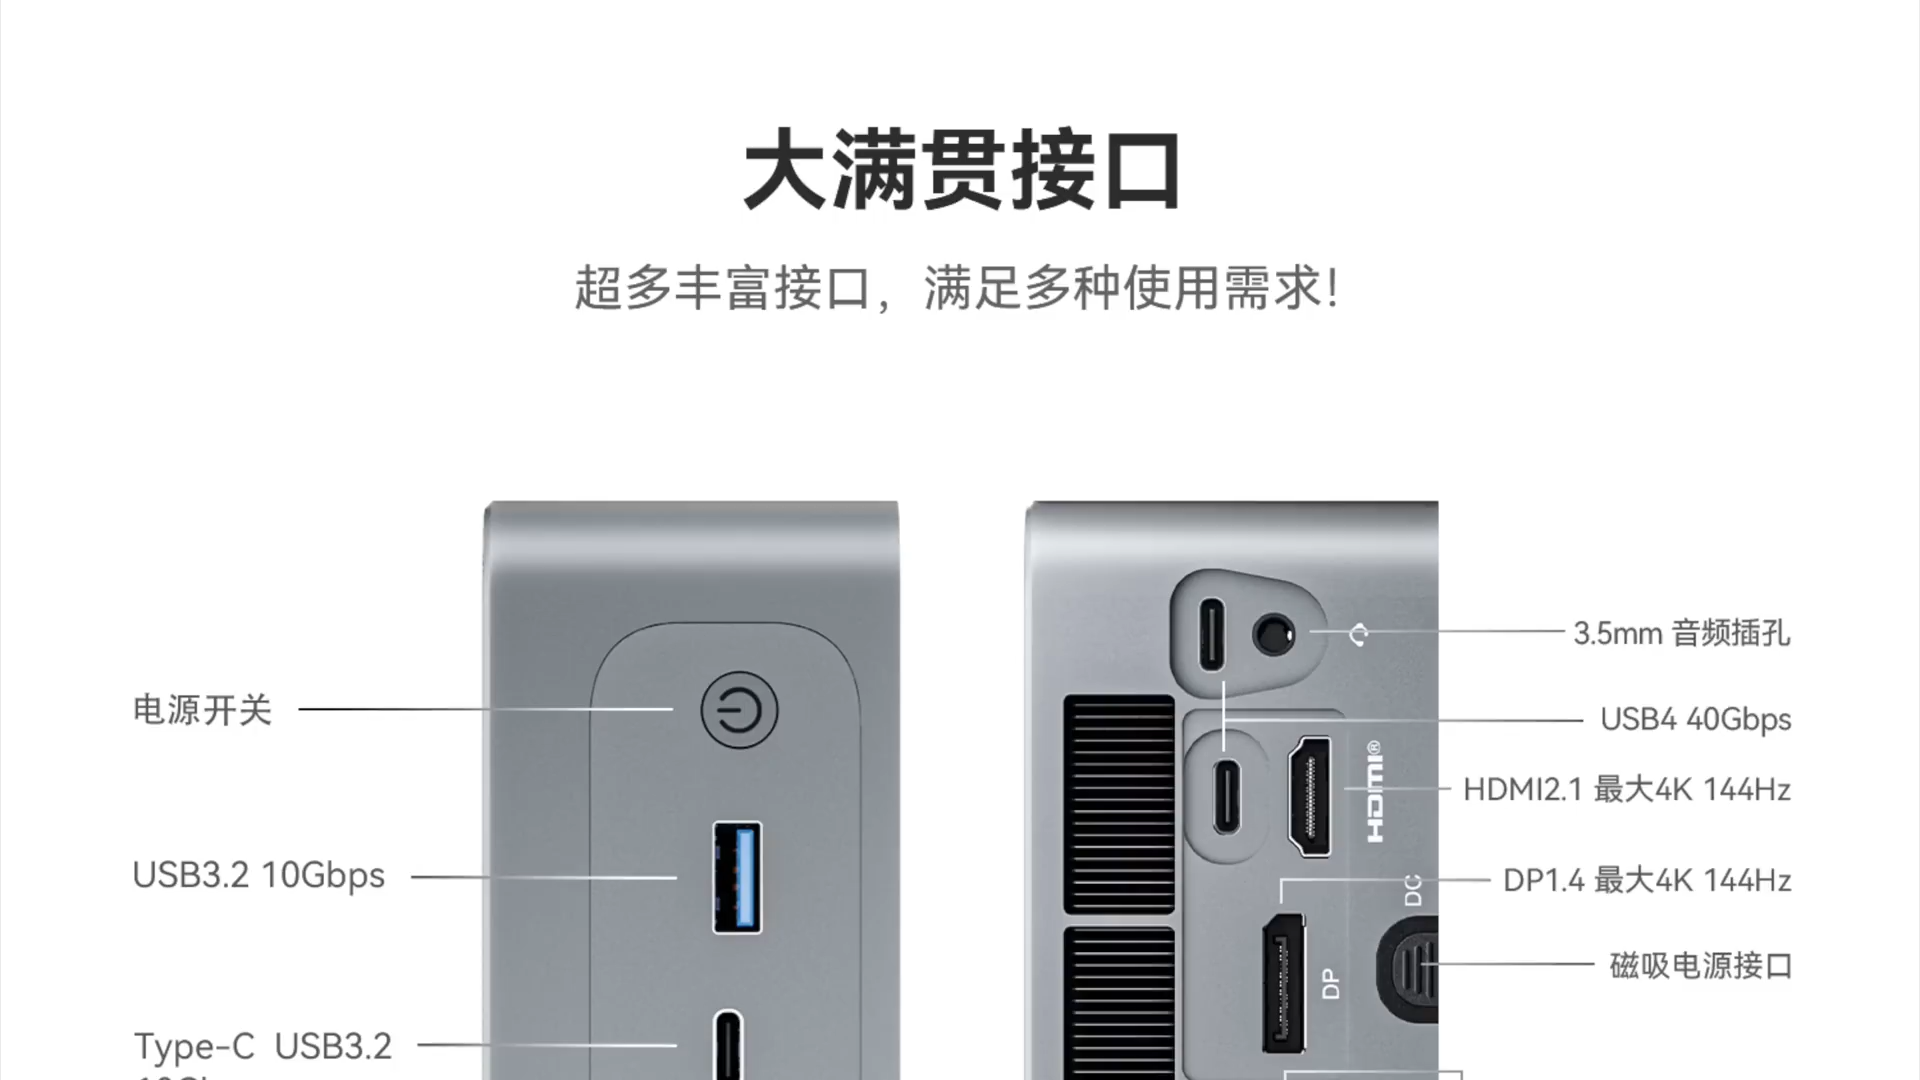 大满贯接口
超多丰富接口，满足多种使用需求!
电源开关
USB3.2 10Gbps
Type-C USB3.2
3.5mm 音频插孔
USB4 40Gbps
HDMI2.1 最大4K 144Hz
DP1.4 最大4K 144Hz
磁吸电源接口
HDMI®
DC
DP